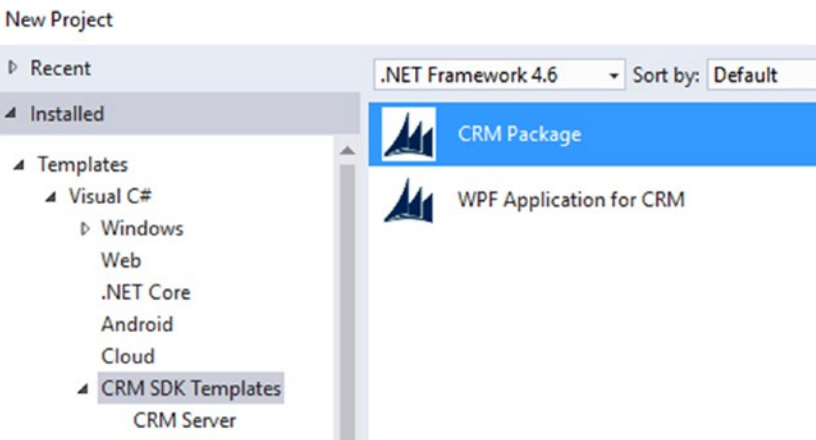 New Project
Recent
.NET Framework 4.6 Sort by: Default
Installed
CRM Package
Templates
Visual C#
WPF Application for CRM
Windows
Web
.NET Core
Android
Cloud
CRM SDK Templates
CRM Server